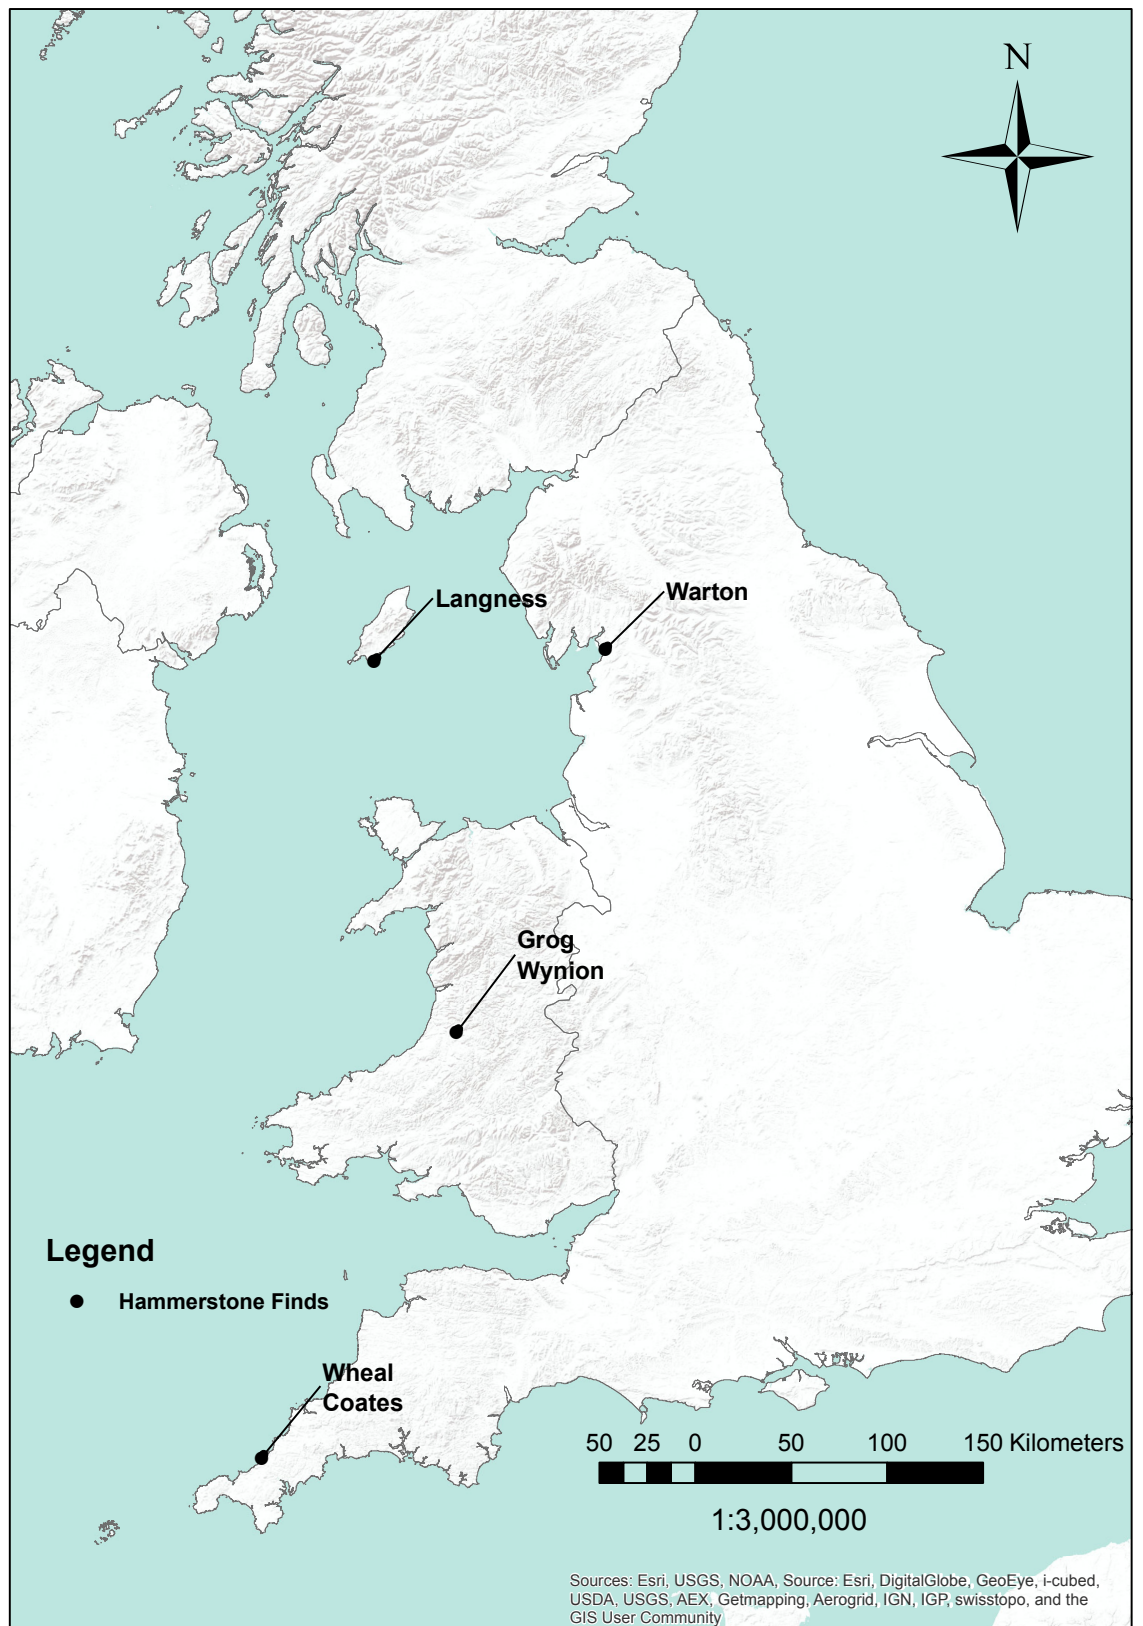 N
Langness
Warton
Grog
Wynion
Legend
Hammerstone Finds
Wheal
Coates
50 25 0 50 100 150 Kilometers
1:3,000,000
Sources: Esri, USGS, NOAA, Source: Esri, DigitalGlobe, GeoEye, i-cubed,
USDA, USGS, AEX, Getmapping, Aerogrid, IGN, IGP, swisstopo, and the
GIS User Community